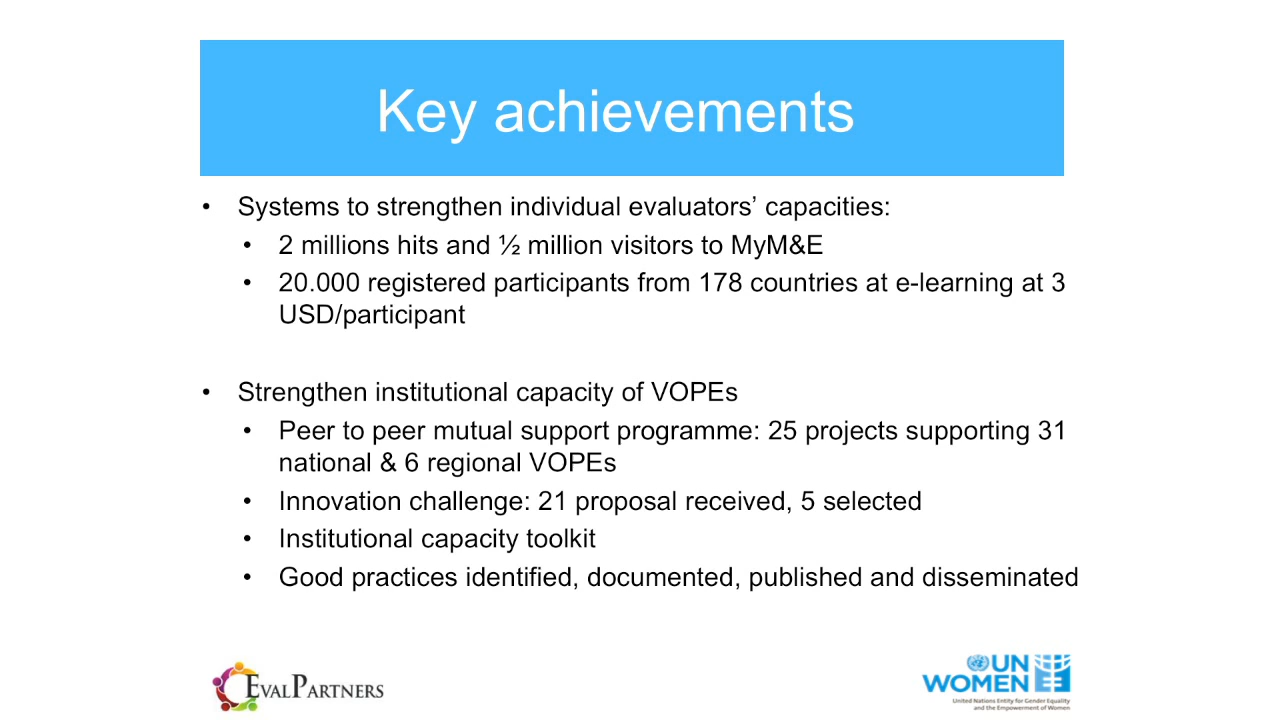 Key achievements
• Systems to strengthen individual evaluators’ capacities:
• 2 millions hits and ½ million visitors to MyM&E
• 20.000 registered participants from 178 countries at e-learning at 3
USD/participant
• Strengthen institutional capacity of VOPEs
• Peer to peer mutual support programme: 25 projects supporting 31
national & 6 regional VOPEs
• Innovation challenge: 21 proposal received, 5 selected
• Institutional capacity toolkit
• Good practices identified, documented, published and disseminated
EVALPARTNERS
UN
WOMEN
United Nations Entity for Gender Equality
and the Empowerment of Women